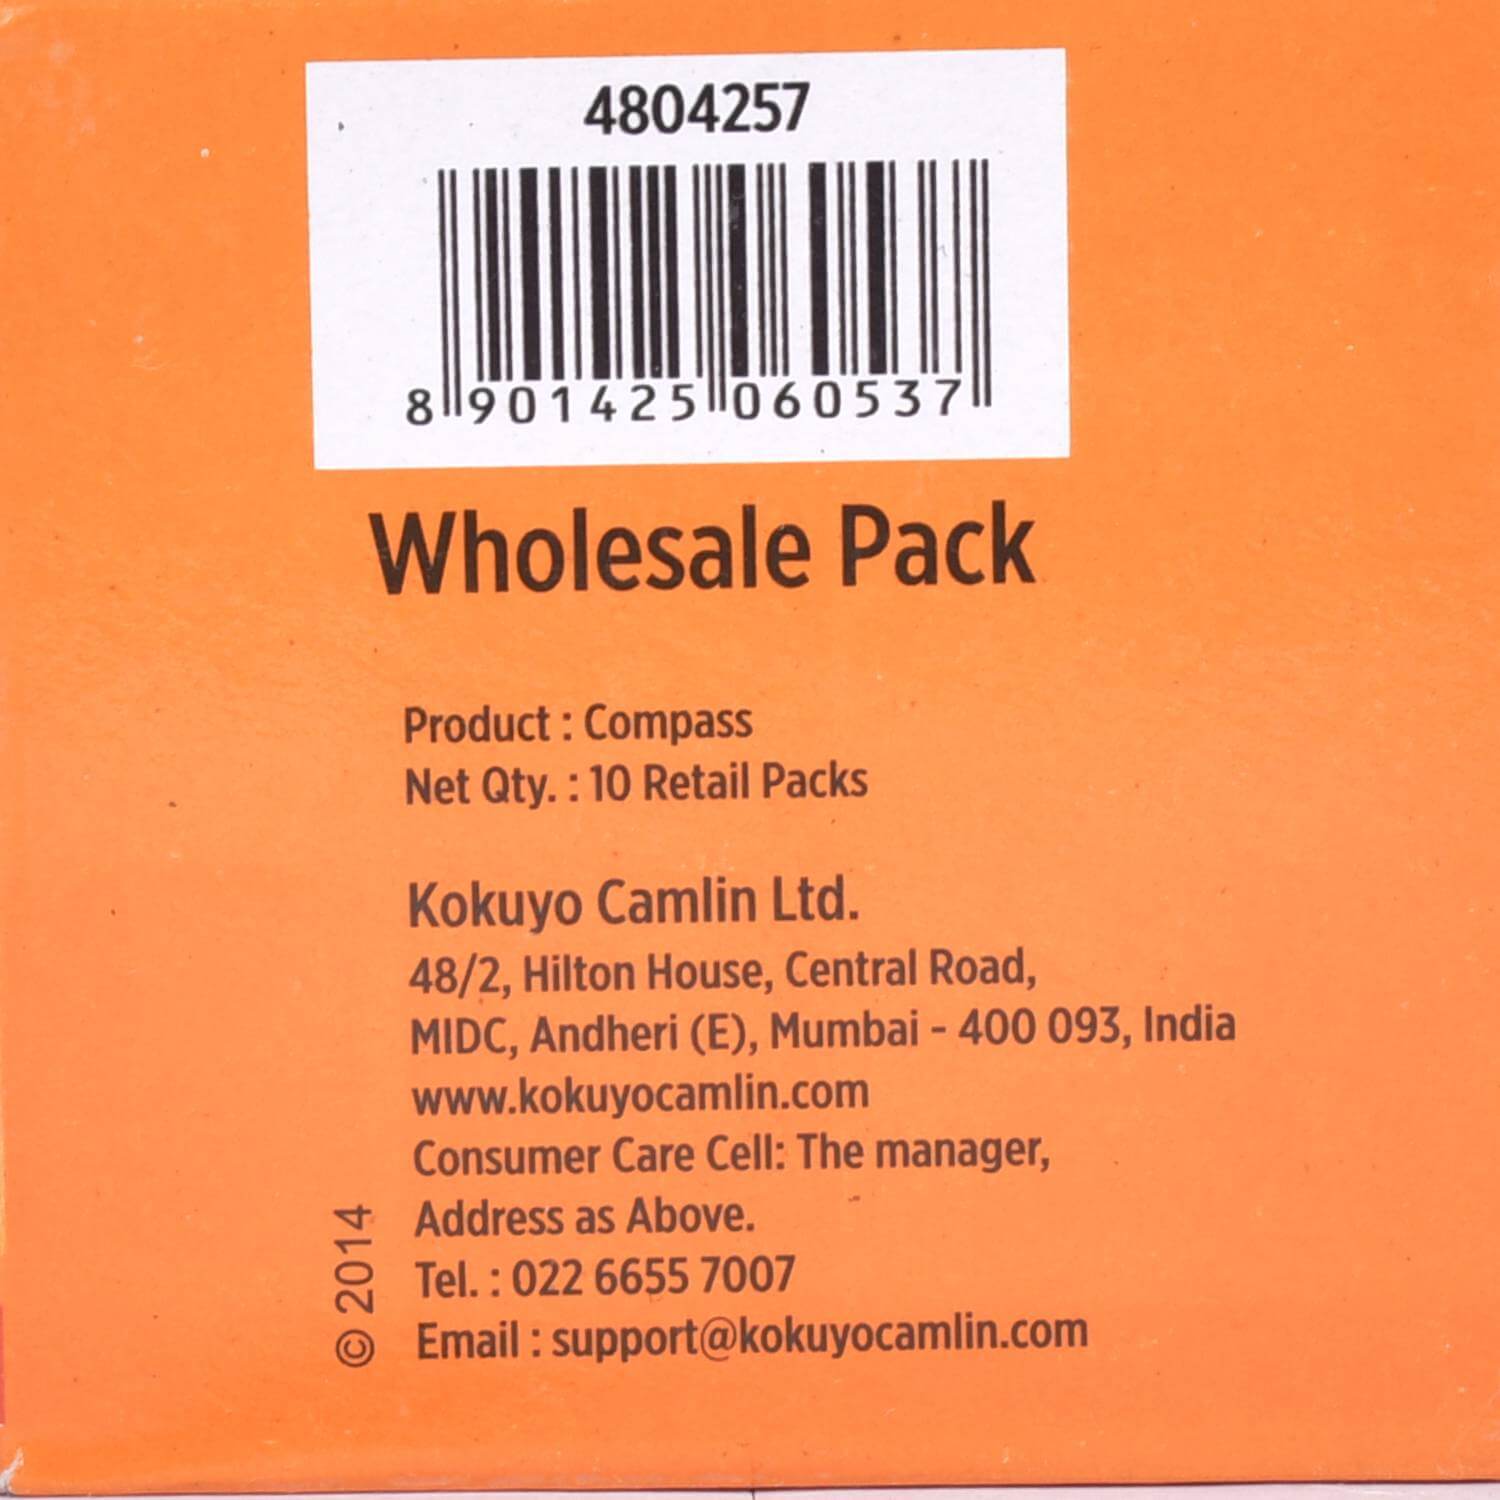 4804257
8 901425 060537
Wholesale Pack
Product : Compass
Net Qty. : 10 Retail Packs
Kokuyo Camlin Ltd.
48/2, Hilton House, Central Road,
MIDC, Andheri (E), Mumbai - 400 093, India
www.kokuyocamlin.com
Consumer Care Cell: The manager,
Address as Above.
Tel. : 022 6655 7007
Email : support@kokuyocamlin.com
© 2014